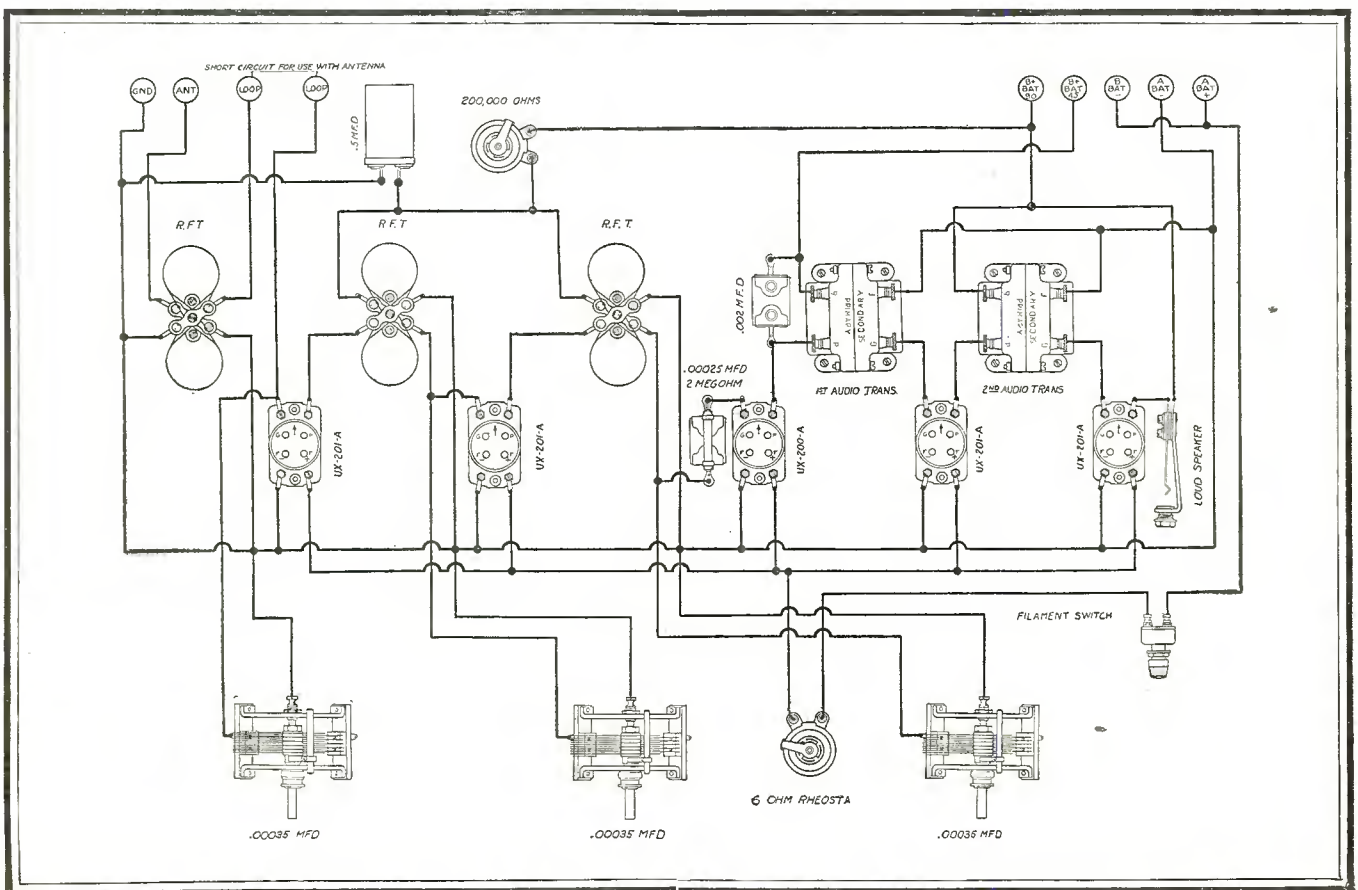 SHORT CIRCUIT FOR USE WITH ANTENNA
GND
ANT
LOOP
LOOP
.5MFD
200,000 OHMS
B+
BAT
90
B+
BAT
45
B
BAT
-
A
BAT
-
A
BAT
+
R.F.T
R.F.T
R.F.T.
.002 MFD
PRIMARY
SECONDARY
PRIMARY
SECONDARY
1ST AUDIO TRANS.
2ND AUDIO TRANS
.00025 MFD
2 MEGOHM
UX-201-A
UX-201-A
UX-200-A
UX-201-A
UX-201-A
LOUD SPEAKER
FILAMENT SWITCH
6 OHM RHEOSTA
.00035 MFD
.00035 MFD
.00035 MFD